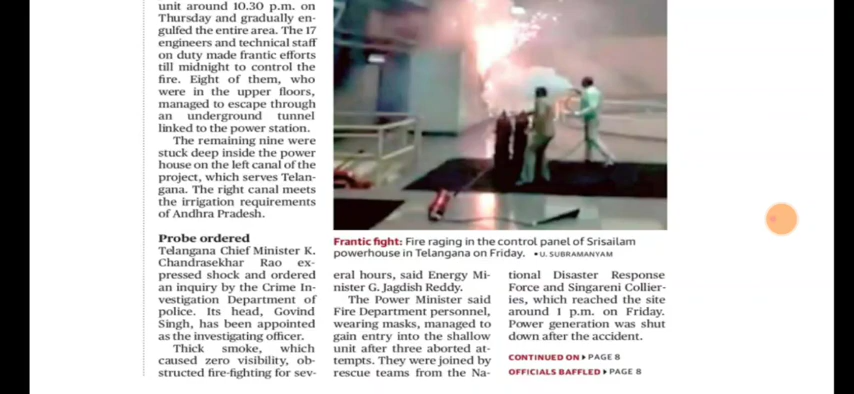 unit around 10.30 p.m. on
Thursday and gradually en-
gulfed the entire area. The 17
engineers and technical staff
on duty made frantic efforts
till midnight to control the
fire. Eight of them, who
were in the upper floors,
managed to escape through
an underground tunnel
linked to the power station.
The remaining nine were
stuck deep inside the power
house on the left canal of the
project, which serves Telan-
gana. The right canal meets
the irrigation requirements
of Andhra Pradesh.
Probe ordered
Telangana Chief Minister K.
Chandrasekhar Rao ex-
pressed shock and ordered
an inquiry by the Crime In-
vestigation Department of
police. Its head, Govind
Singh, has been appointed
as the investigating officer.
Thick smoke, which
caused zero visibility, ob-
structed fire-fighting for sev-
Frantic fight: Fire raging in the control panel of Srisailam
powerhouse in Telangana on Friday. • U. SUBRAMANYAM
eral hours, said Energy Mi-
nister G. Jagdish Reddy.
The Power Minister said
Fire Department personnel,
wearing masks, managed to
gain entry into the shallow
unit after three aborted at-
tempts. They were joined by
rescue teams from the Na-
tional Disaster Response
Force and Singareni Collier-
ies, which reached the site
around 1 p.m. on Friday.
Power generation was shut
down after the accident.
CONTINUED ON ▸ PAGE 8
OFFICIALS BAFFLED ▸ PAGE 8